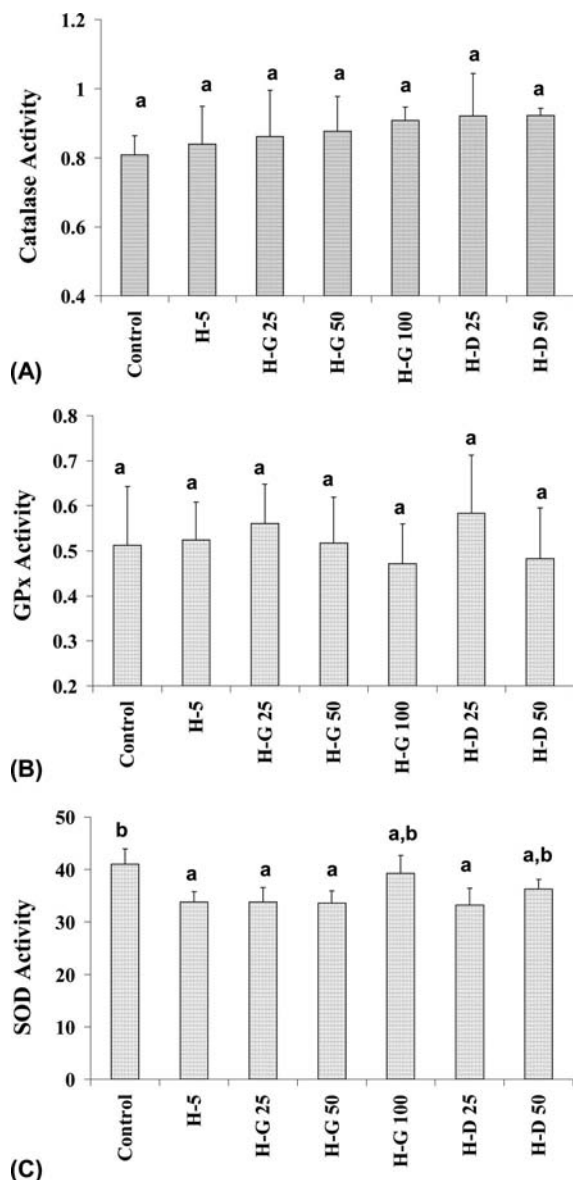 1.2
1
0.8
0.6
0.4
Catalase Activity
a a a a a a a
Control H-5 H-G 25 H-G 50 H-G 100 H-D 25 H-D 50
(A)
0.8
0.7
0.6
0.5
0.4
0.3
0.2
GPx Activity
a a a a a a a
Control H-5 H-G 25 H-G 50 H-G 100 H-D 25 H-D 50
(B)
50
40
30
20
10
0
SOD Activity
b a a a a,b a a,b
Control H-5 H-G 25 H-G 50 H-G 100 H-D 25 H-D 50
(C)